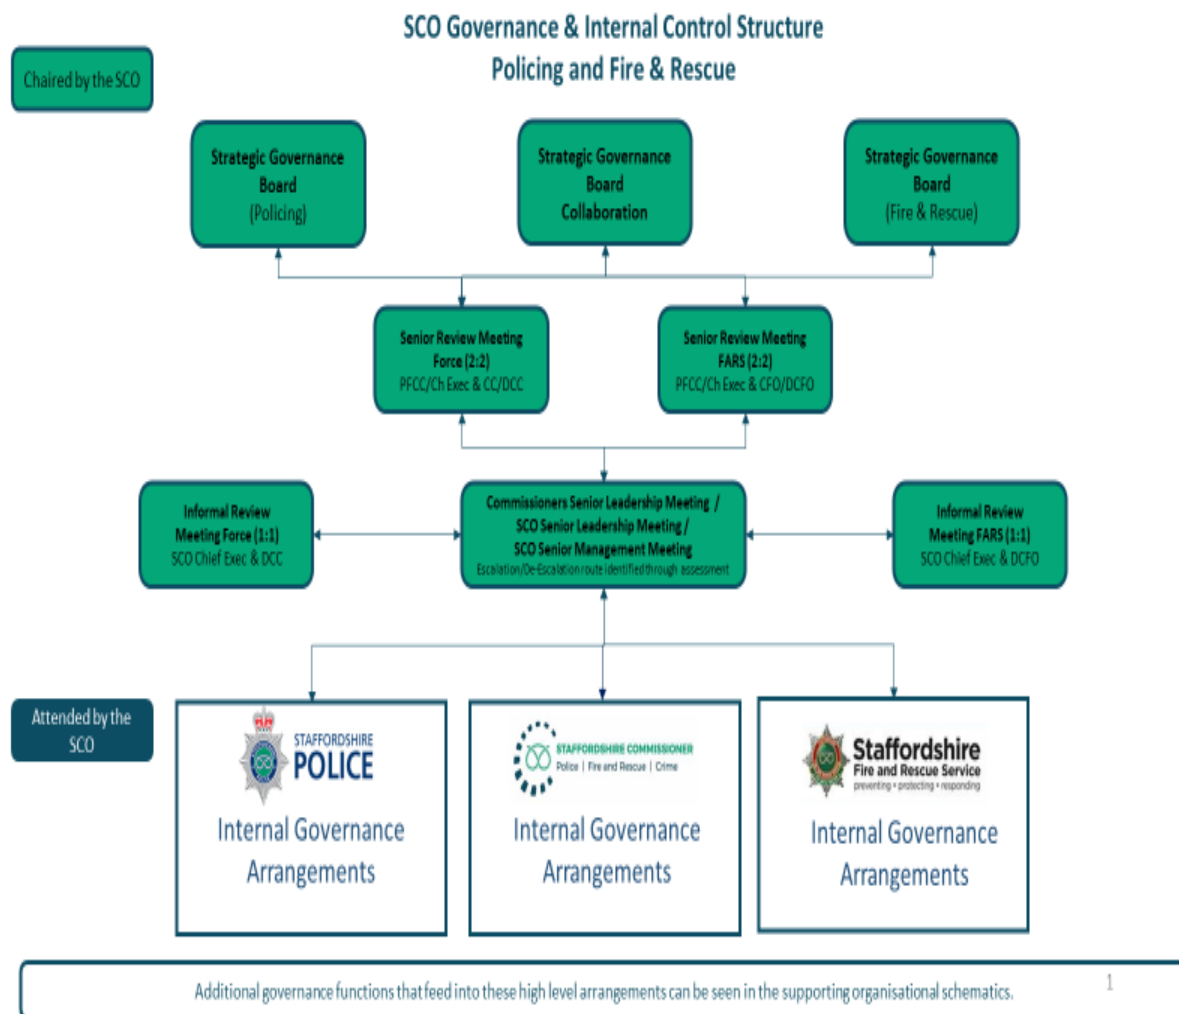 SCO Governance & Internal Control Structure
Policing and Fire & Rescue
Chaired by the SCO
Strategic Governance
Board
(Policing)
Strategic Governance
Board
Collaboration
Strategic Governance
Board
(Fire & Rescue)
Senior Review Meeting
Force (2:2)
PFCC/Ch Exec & CC/DCC
Senior Review Meeting
FARS (2:2)
PFCC/Ch Exec & CFO/DCFO
Informal Review
Meeting Force (1:1)
SCO Chief Exec & DCC
Commissioners Senior Leadership Meeting /
SCO Senior Leadership Meeting /
SCO Senior Management Meeting
Escalation/De-Escalation route identified through assessment
Informal Review
Meeting FARS (1:1)
SCO Chief Exec & DCFO
Attended by the
SCO
STAFFORDSHIRE
POLICE
Internal Governance
Arrangements
STAFFORDSHIRE COMMISSIONER
Police | Fire and Rescue | Crime
Internal Governance
Arrangements
Staffordshire
Fire and Rescue Service
preventing • protecting • responding
Internal Governance
Arrangements
Additional governance functions that feed into these high level arrangements can be seen in the supporting organisational schematics.
1